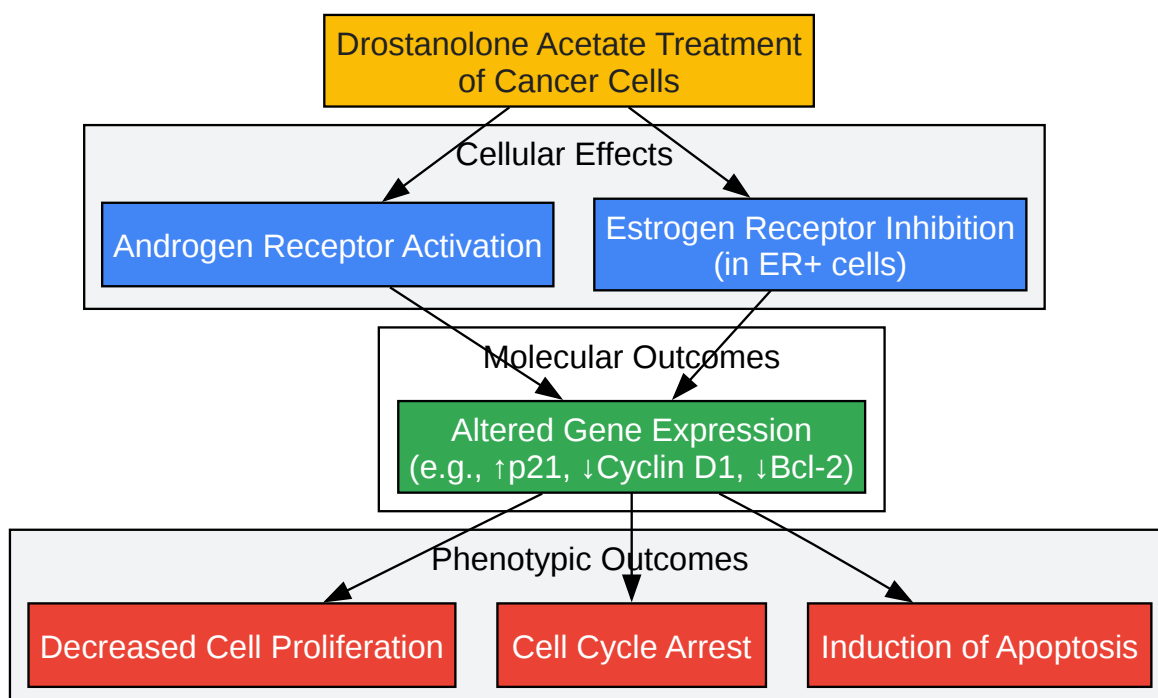 Drostanolone Acetate Treatment
of Cancer Cells
Cellular Effects
Androgen Receptor Activation
Estrogen Receptor Inhibition
(in ER+ cells)
Molecular Outcomes
Altered Gene Expression
(e.g., ↑p21, ↓Cyclin D1, ↓Bcl-2)
Phenotypic Outcomes
Decreased Cell Proliferation
Cell Cycle Arrest
Induction of Apoptosis